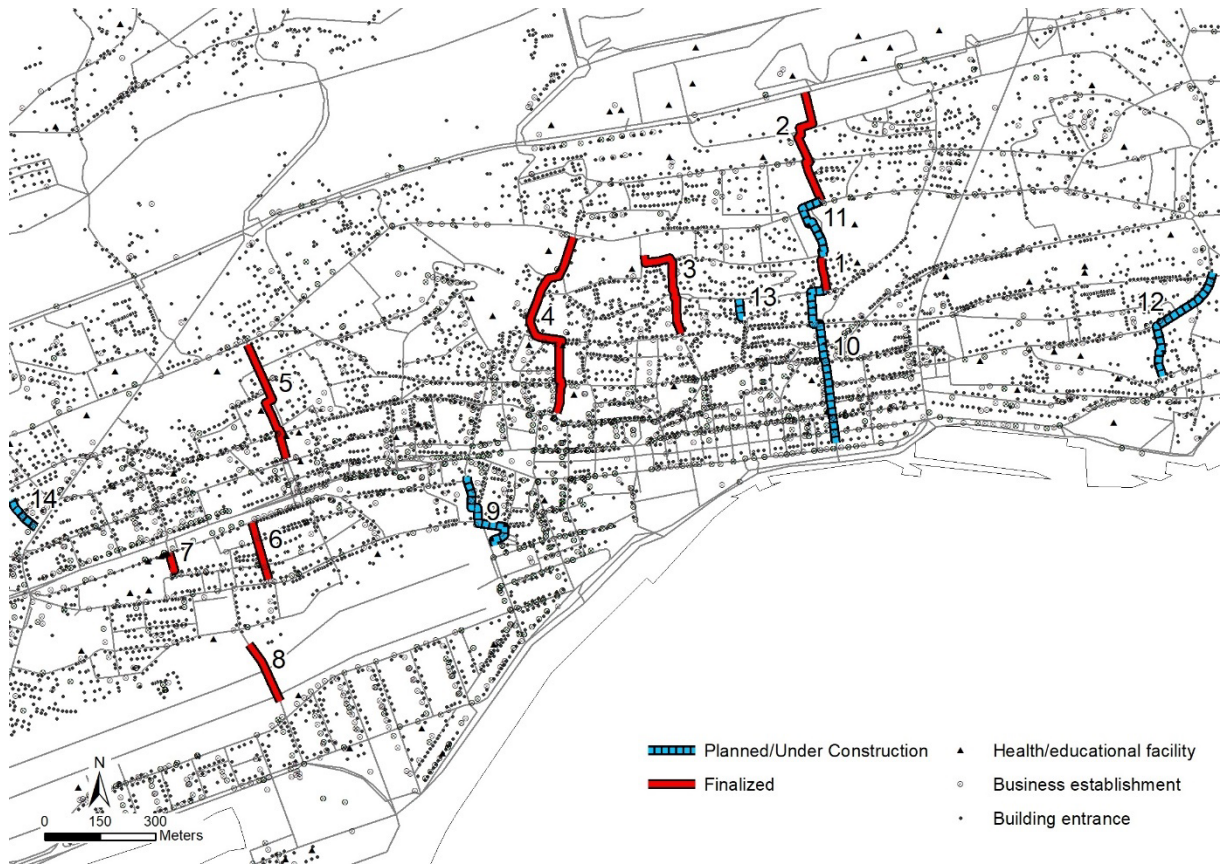 2
11
1
3
13
4
12
10
5
14
9
6
7
8
N
0 150 300
Meters
Planned/Under Construction
Finalized
Health/educational facility
Business establishment
Building entrance